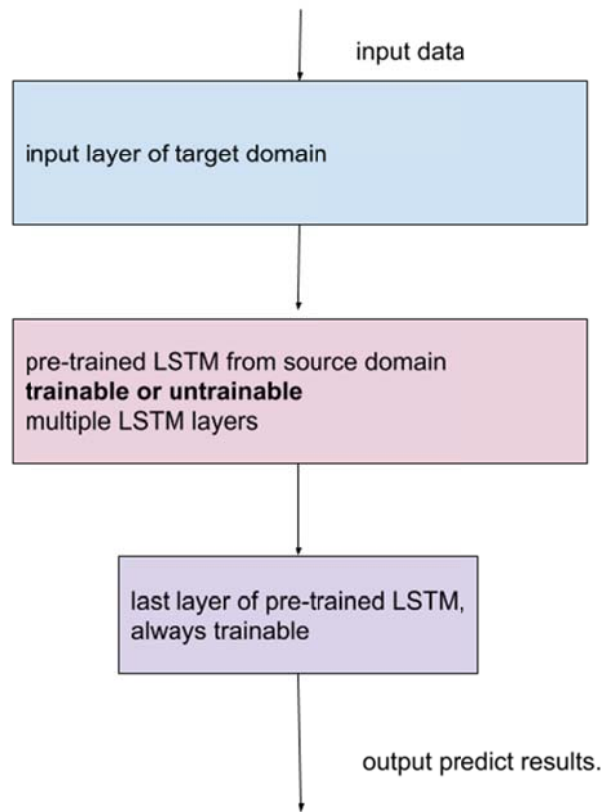 input data
input layer of target domain
pre-trained LSTM from source domain
trainable or untrainable
multiple LSTM layers
last layer of pre-trained LSTM,
always trainable
output predict results.